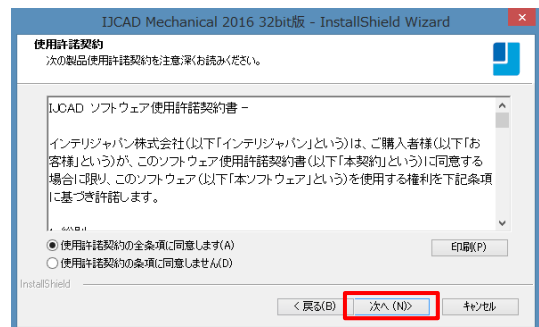 IJCAD Mechanical 2016 32bit版 - InstallShield Wizard
使用許諾契約
次の製品使用許諾契約を注意深くお読みください。
IJCAD ソフトウェア使用許諾契約書 –
インテリジャパン株式会社(以下「インテリジャパン」という)は、ご購入者様(以下「お
客様」という)が、このソフトウェア使用許諾契約書(以下「本契約」という)に同意する
場合に限り、このソフトウェア(以下「本ソフトウェア」という)を使用する権利を下記条項
に基づき許諾します。
使用許諾契約の全条項に同意します(A)
印刷(P)
使用許諾契約の条項に同意しません(D)
InstallShield
< 戻る(B)
次へ (N)>
キャンセル